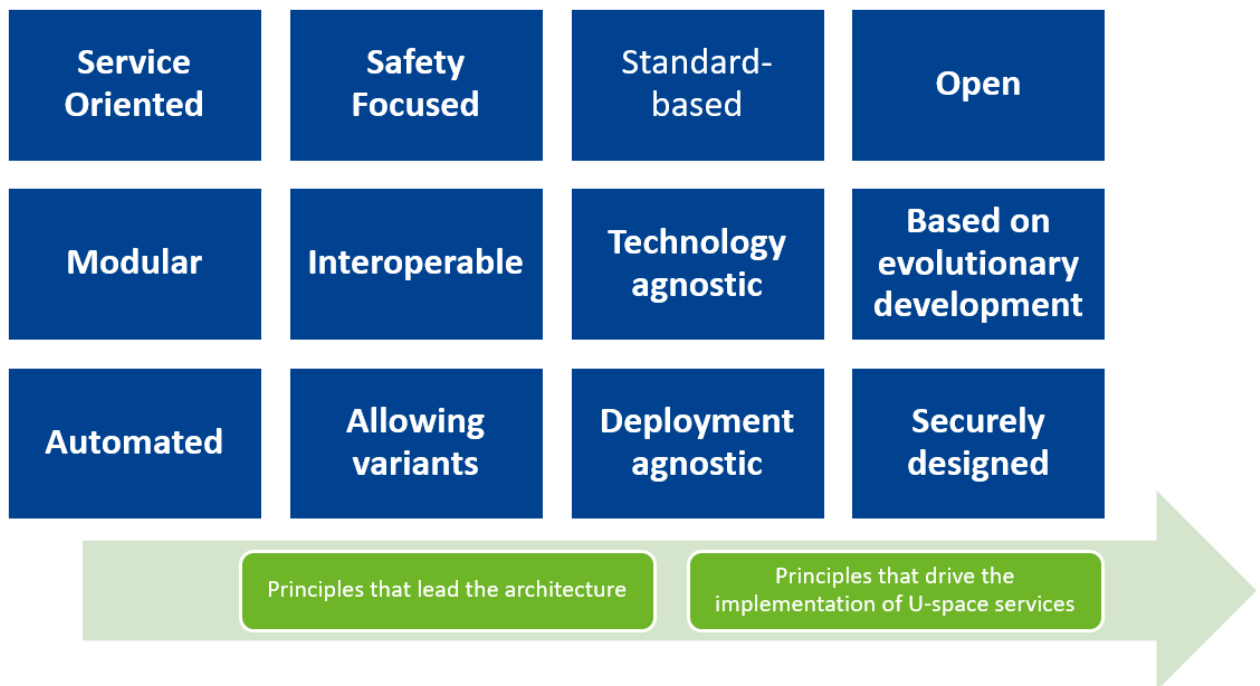 Service
Oriented
Safety
Focused
Standard-
based
Open
Modular
Interoperable
Technology
agnostic
Based on
evolutionary
development
Automated
Allowing
variants
Deployment
agnostic
Securely
designed
Principles that lead the architecture
Principles that drive the
implementation of U-space services